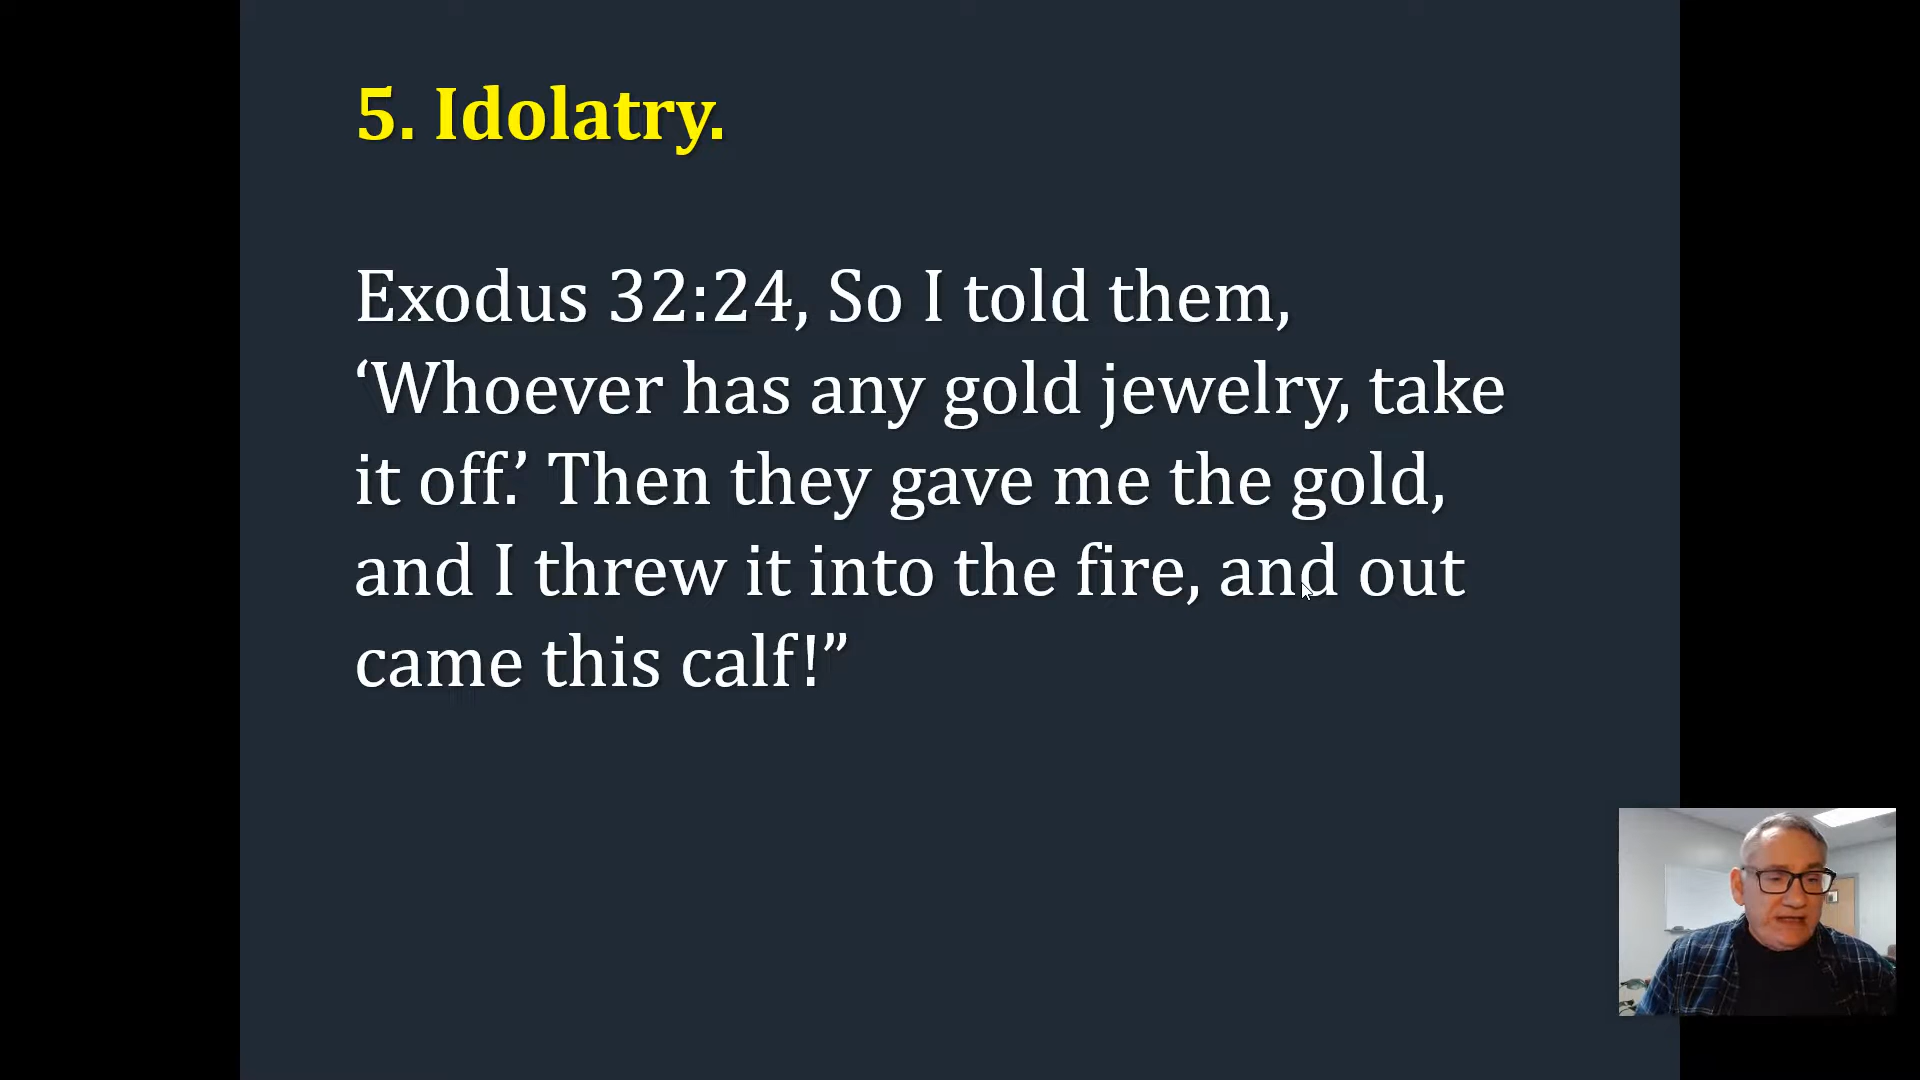 5. Idolatry.
Exodus 32:24, So I told them,
‘Whoever has any gold jewelry, take
it off.’ Then they gave me the gold,
and I threw it into the fire, and out
came this calf!”